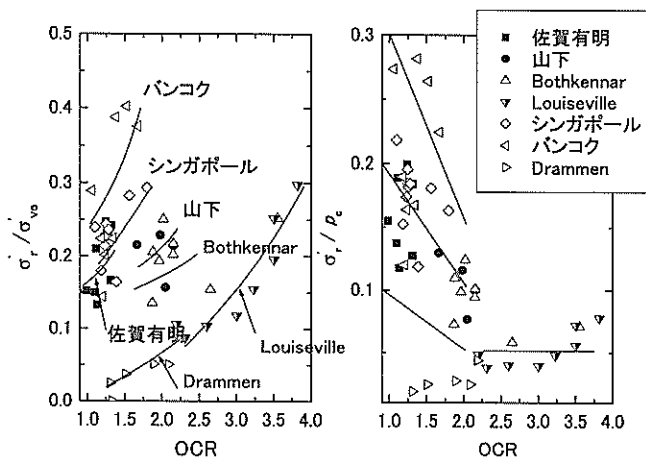 σ'r / σ'vo
0.5
0.4
0.3
0.2
0.1
0.0
バンコク
シンガポール
山下
Bothkennar
佐賀有明
Louiseville
Drammen
1.0 1.5 2.0 2.5 3.0 3.5 4.0
OCR
σ'r / pc
0.3
0.2
0.1
1.0 1.5 2.0 2.5 3.0 3.5 4.0
OCR
佐賀有明
山下
Bothkennar
Louiseville
シンガポール
バンコク
Drammen